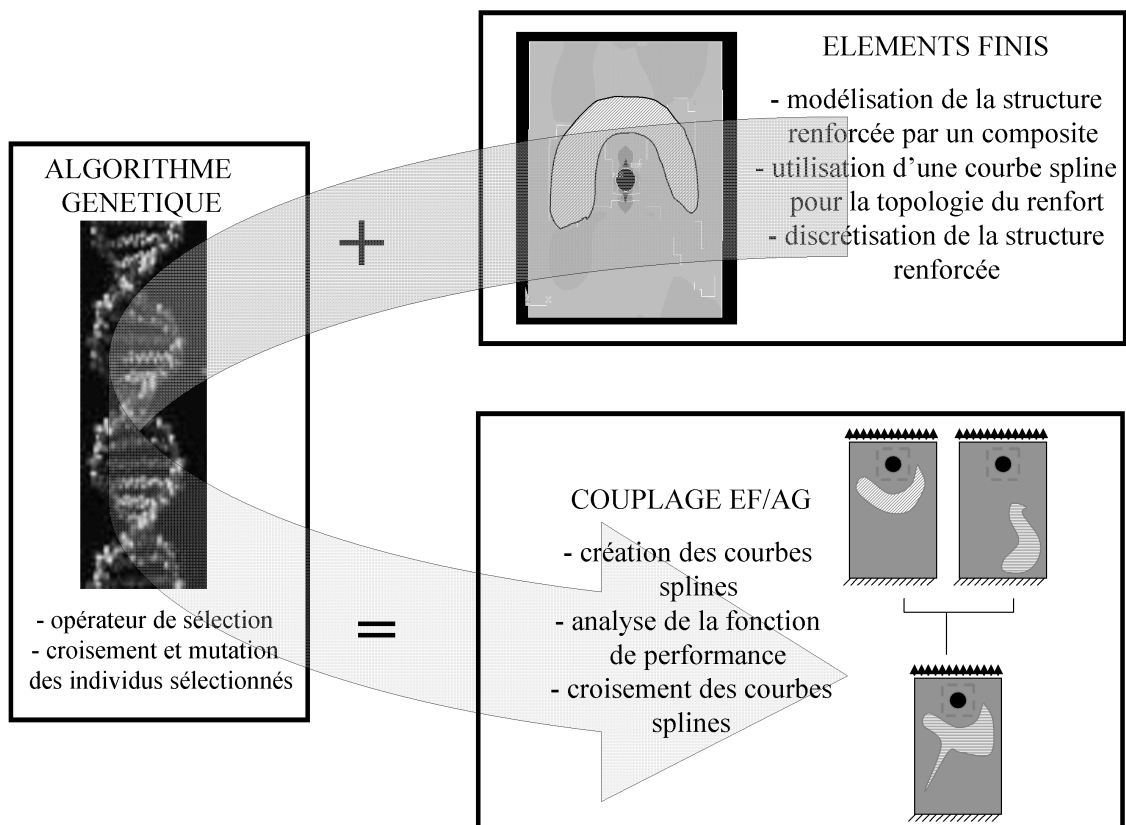 ELEMENTS FINIS
- modélisation de la structure
renforcée par un composite
- utilisation d'une courbe spline
pour la topologie du renfort
- discrétisation de la structure
renforcée
ALGORITHME
GENETIQUE
+
- opérateur de sélection
- croisement et mutation
des individus sélectionnés
=
COUPLAGE EF/AG
- création des courbes
splines
- analyse de la fonction
de performance
- croisement des courbes
splines